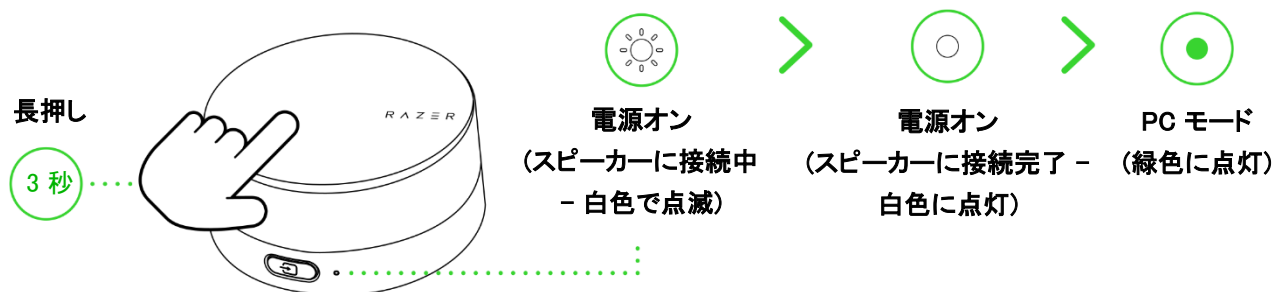 長押し
3 秒
RAZER
電源オン
(スピーカーに接続中
– 白色で点滅)
電源オン
(スピーカーに接続完了 –
白色に点灯)
PC モード
(緑色に点灯)